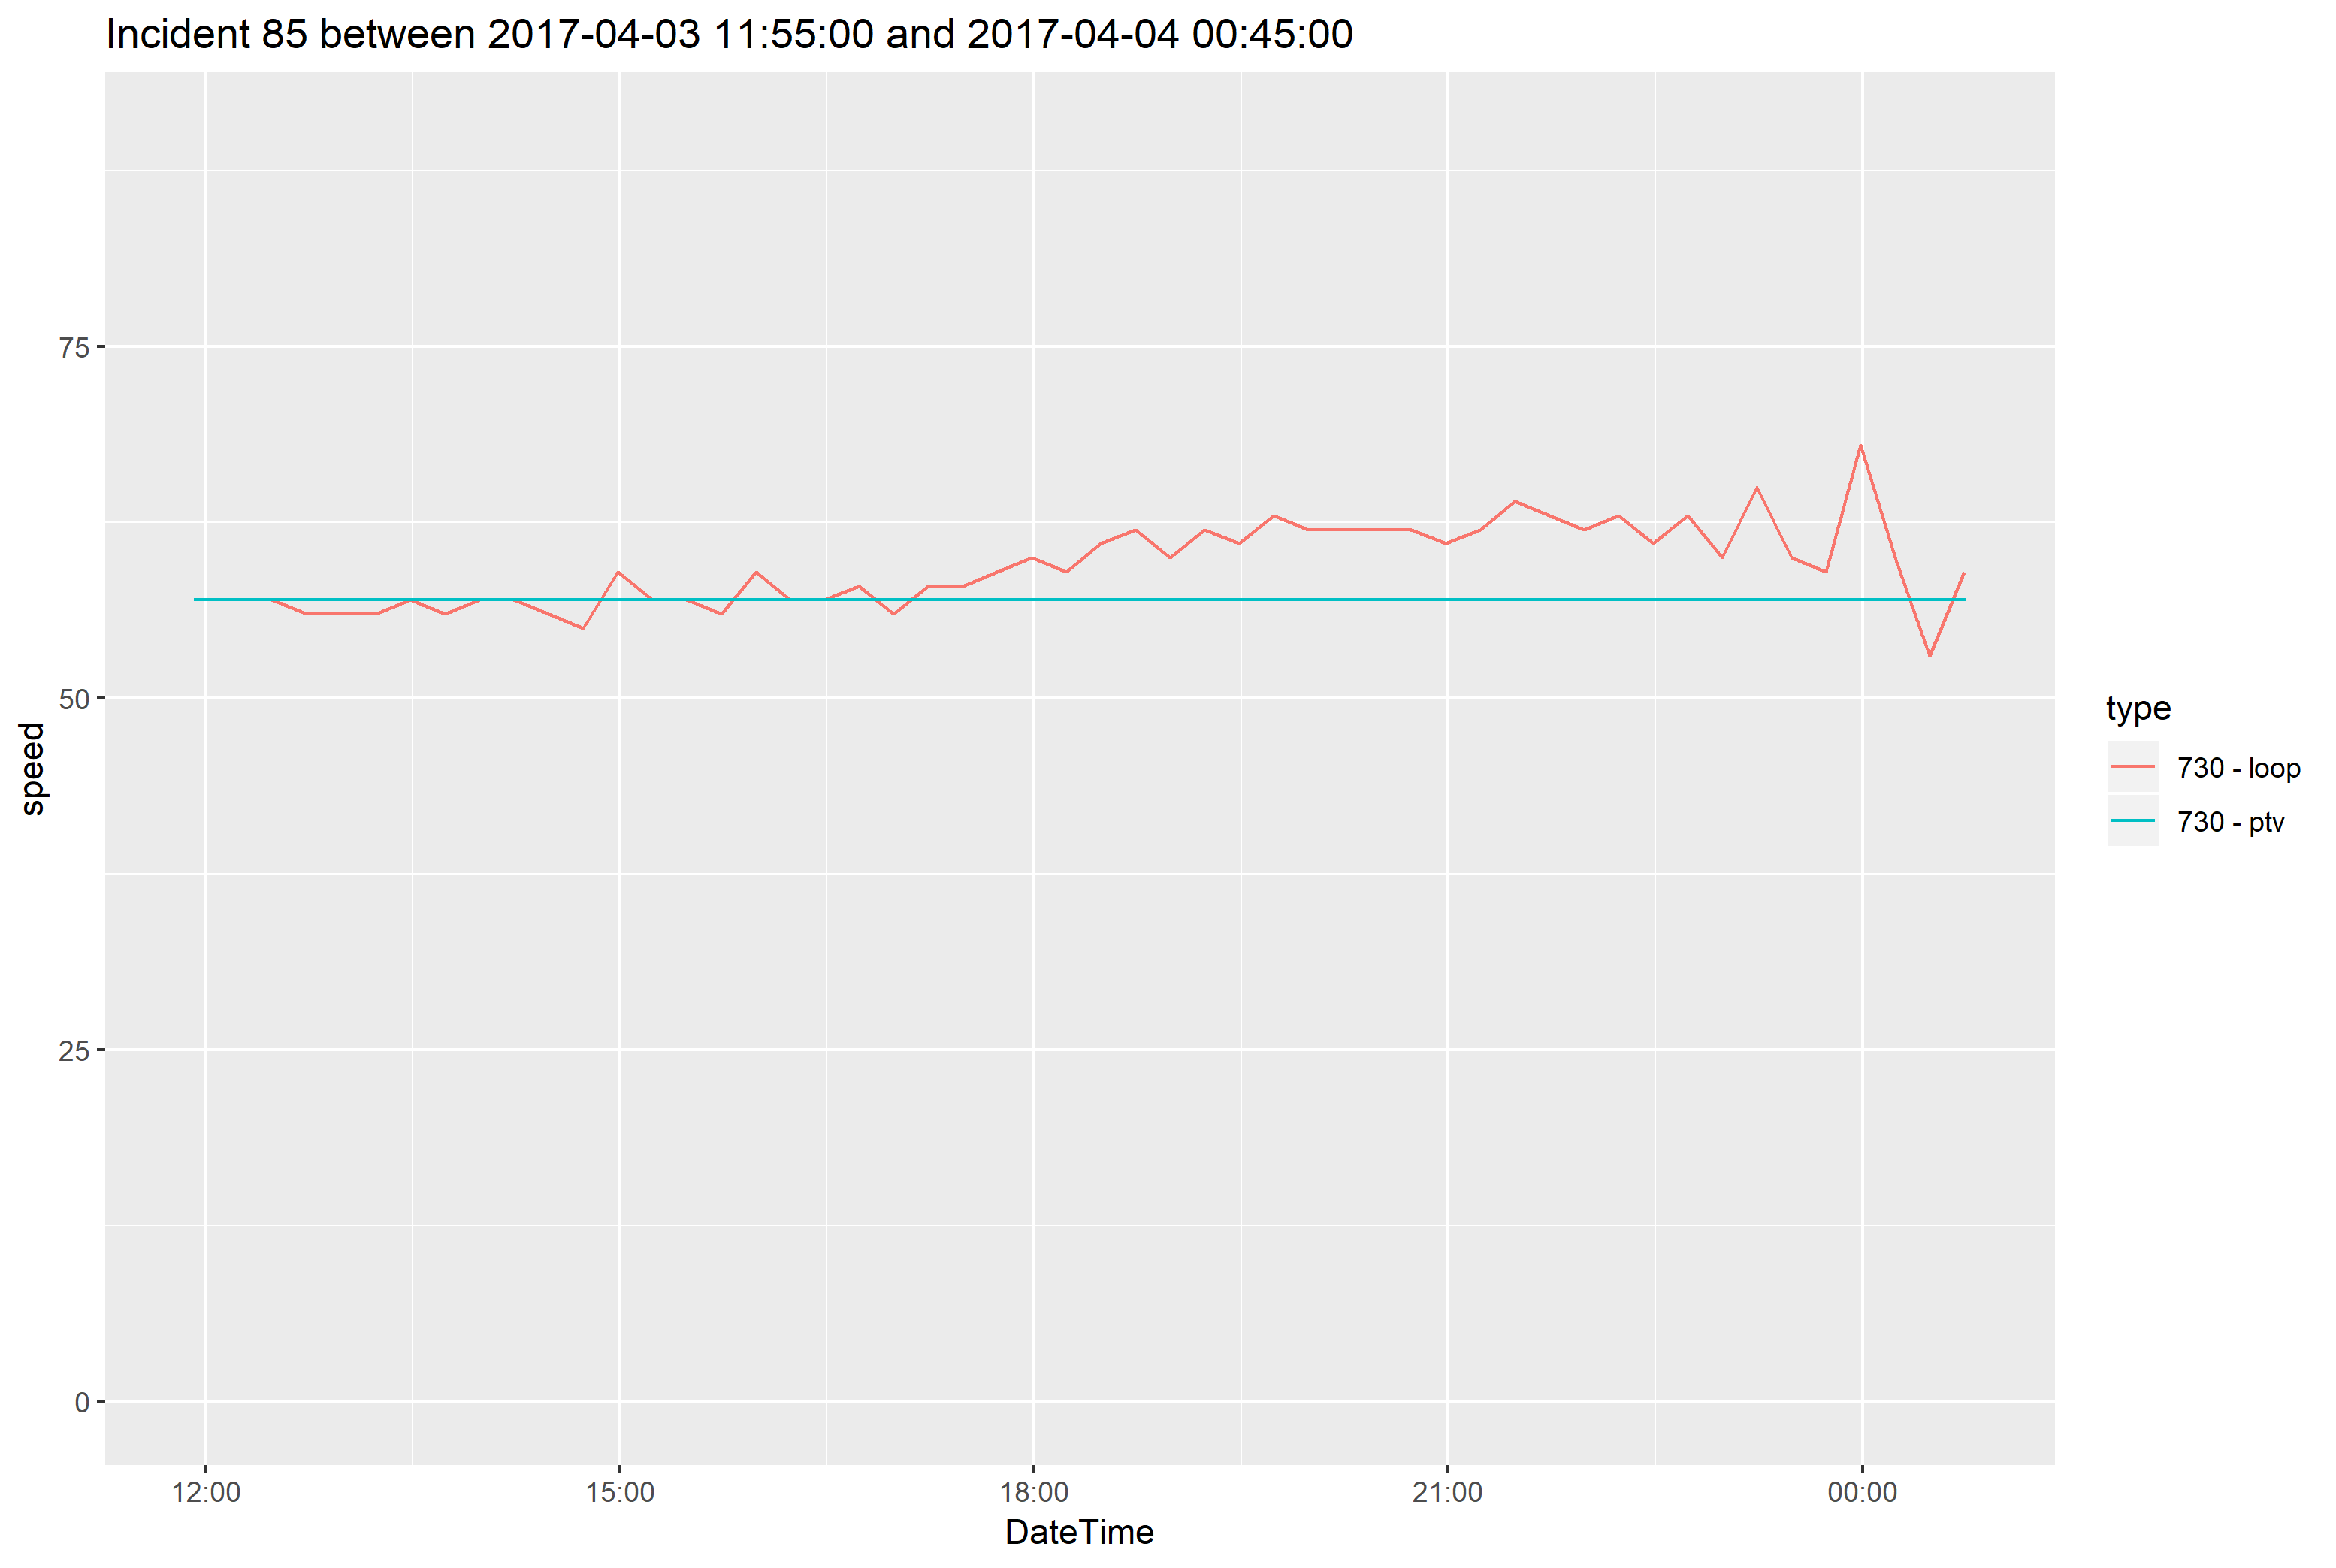 Incident 85 between 2017-04-03 11:55:00 and 2017-04-04 00:45:00
75
50
25
0
speed
12:00
15:00
18:00
21:00
00:00
DateTime
type
730 - loop
730 - ptv